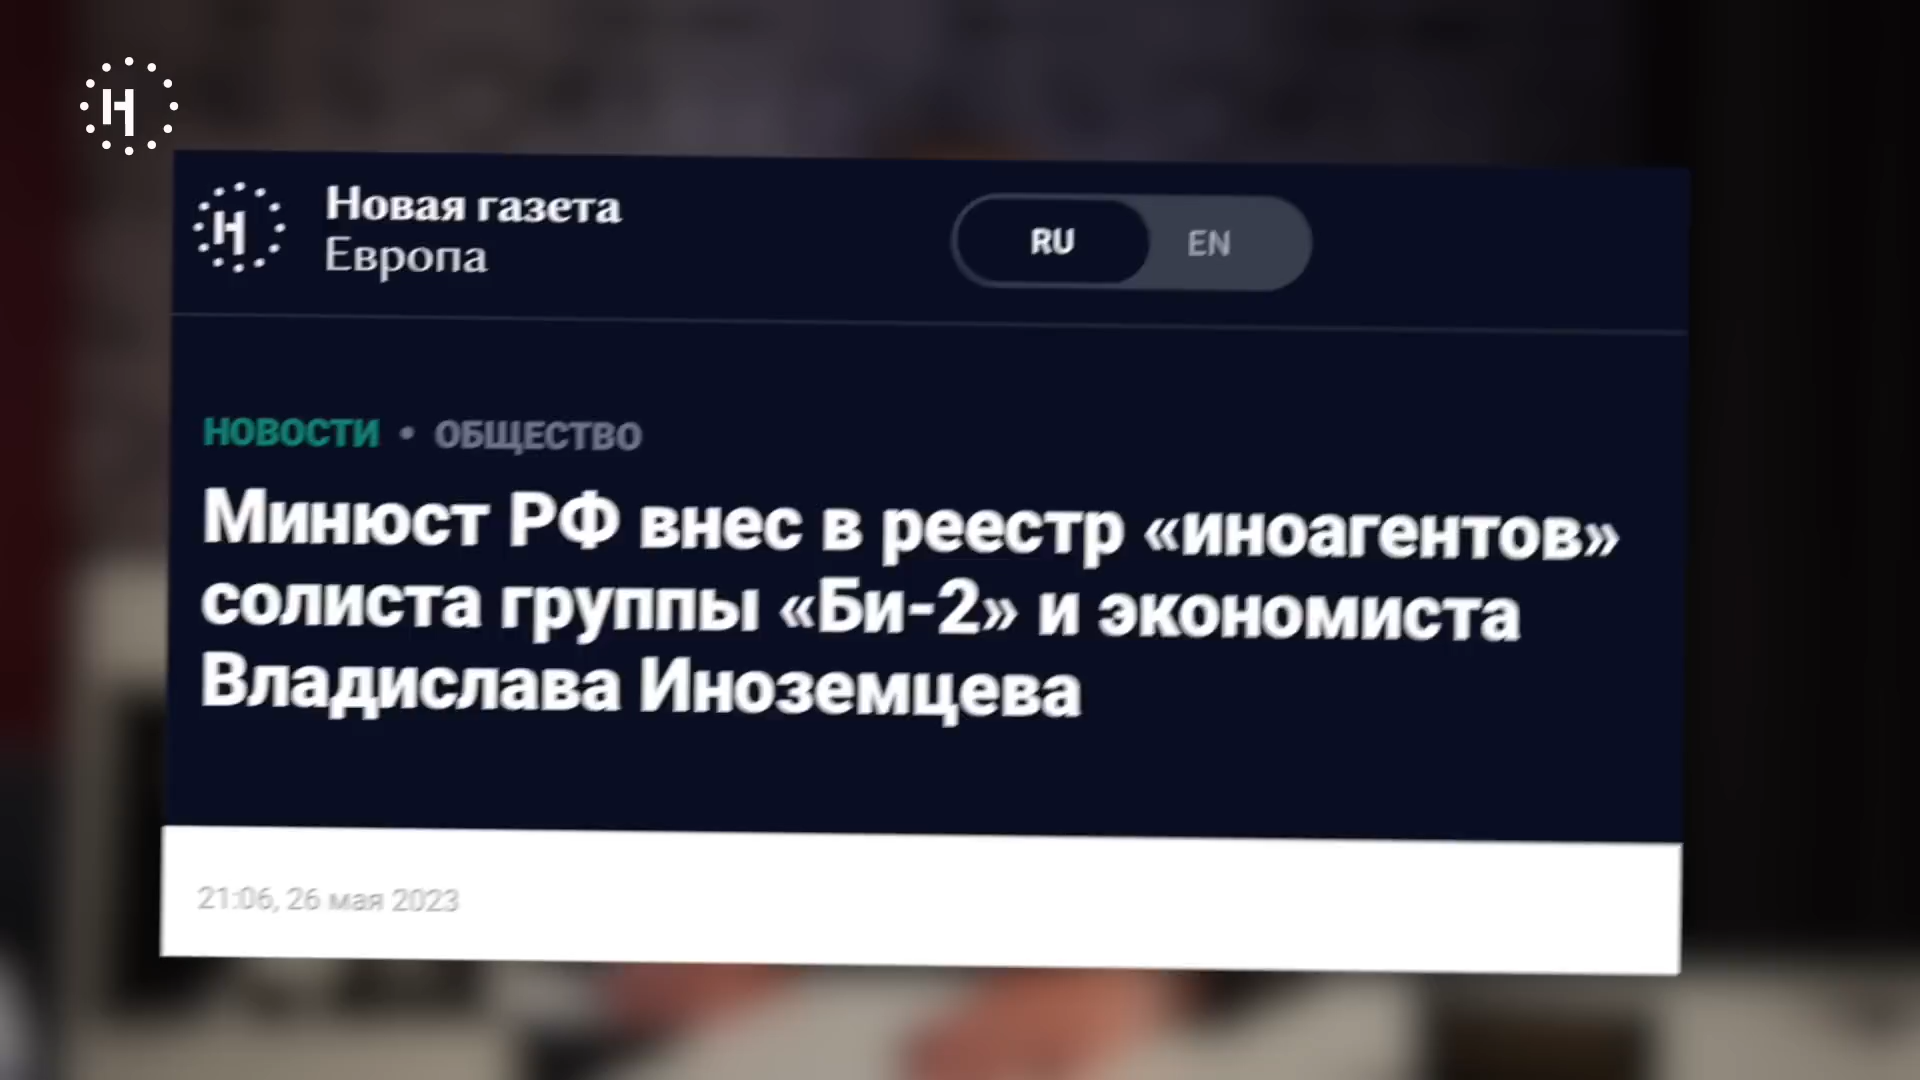 Новая газета
Европа
RU EN
НОВОСТИ • ОБЩЕСТВО
Минюст РФ внес в реестр «иноагентов»
солиста группы «Би-2» и экономиста
Владислава Иноземцева
21:06, 26 мая 2023